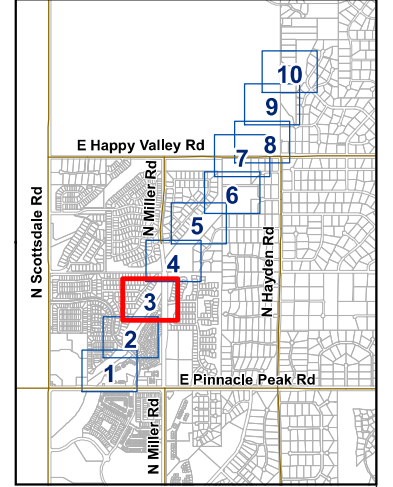 10
9
E Happy Valley Rd
8
7
N Miller Rd
6
N Scottsdale Rd
5
N Hayden Rd
4
3
2
1
E Pinnacle Peak Rd
N Miller Rd